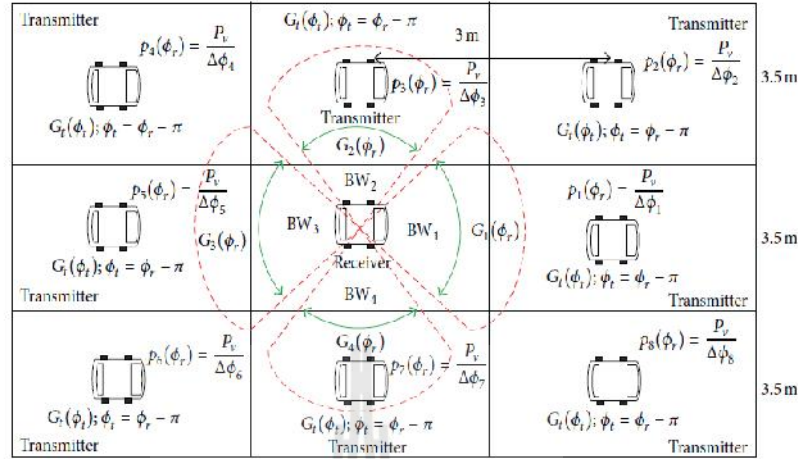 Transmitter
p₄(ϕᵣ) = Pᵥ / Δϕ₄
Gₜ(ϕₜ); ϕₜ = ϕᵣ − π
Gₜ(ϕₜ); ϕₜ = ϕᵣ − π
3 m
p₃(ϕᵣ) = Pᵥ / Δϕ₃
Transmitter
Transmitter
p₂(ϕᵣ) = Pᵥ / Δϕ₂
Gₜ(ϕₜ); ϕₜ = ϕᵣ − π
3.5 m
G₂(ϕᵣ)
BW₂
p₅(ϕᵣ) = Pᵥ / Δϕ₅
Gₜ(ϕₜ); ϕₜ = ϕᵣ − π
Transmitter
G₃(ϕᵣ)
BW₃
Receiver
BW₁
G₁(ϕᵣ)
p₁(ϕᵣ) = Pᵥ / Δϕ₁
Gₜ(ϕₜ); ϕₜ = ϕᵣ − π
Transmitter
3.5 m
BW₄
G₄(ϕᵣ)
p₆(ϕᵣ) = Pᵥ / Δϕ₆
Gₜ(ϕₜ); ϕₜ = ϕᵣ − π
Transmitter
p₇(ϕᵣ) = Pᵥ / Δϕ₇
Gₜ(ϕₜ); ϕₜ = ϕᵣ − π
Transmitter
p₈(ϕᵣ) = Pᵥ / Δϕ₈
Gₜ(ϕₜ); ϕₜ = ϕᵣ − π
Transmitter
3.5 m